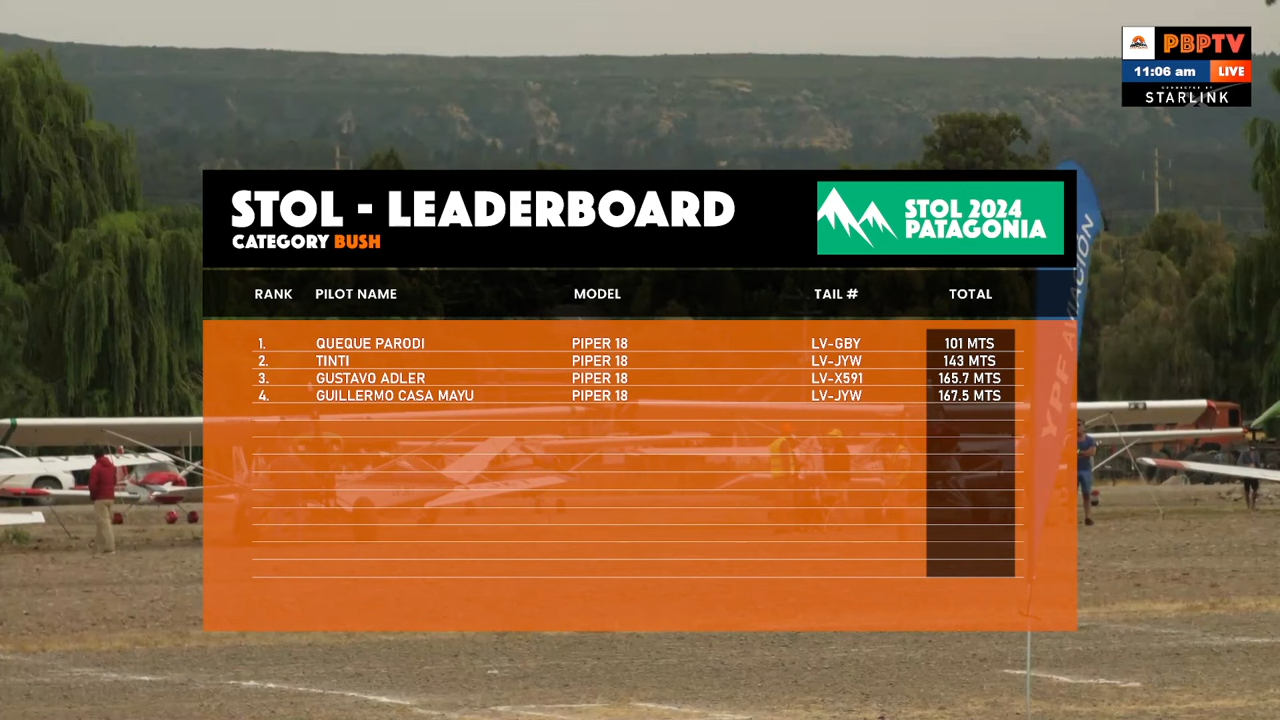 PBPTV
11:06 am LIVE
STARLINK
STOL - LEADERBOARD
CATEGORY BUSH
STOL 2024
PATAGONIA
RANK PILOT NAME MODEL TAIL # TOTAL
1. QUEQUE PARODI PIPER 18 LV-GBY 101 MTS
2. TINTI PIPER 18 LV-JYW 143 MTS
3. GUSTAVO ADLER PIPER 18 LV-X591 165.7 MTS
4. GUILLERMO CASA MAYU PIPER 18 LV-JYW 167.5 MTS
YPF AVIACIÓN